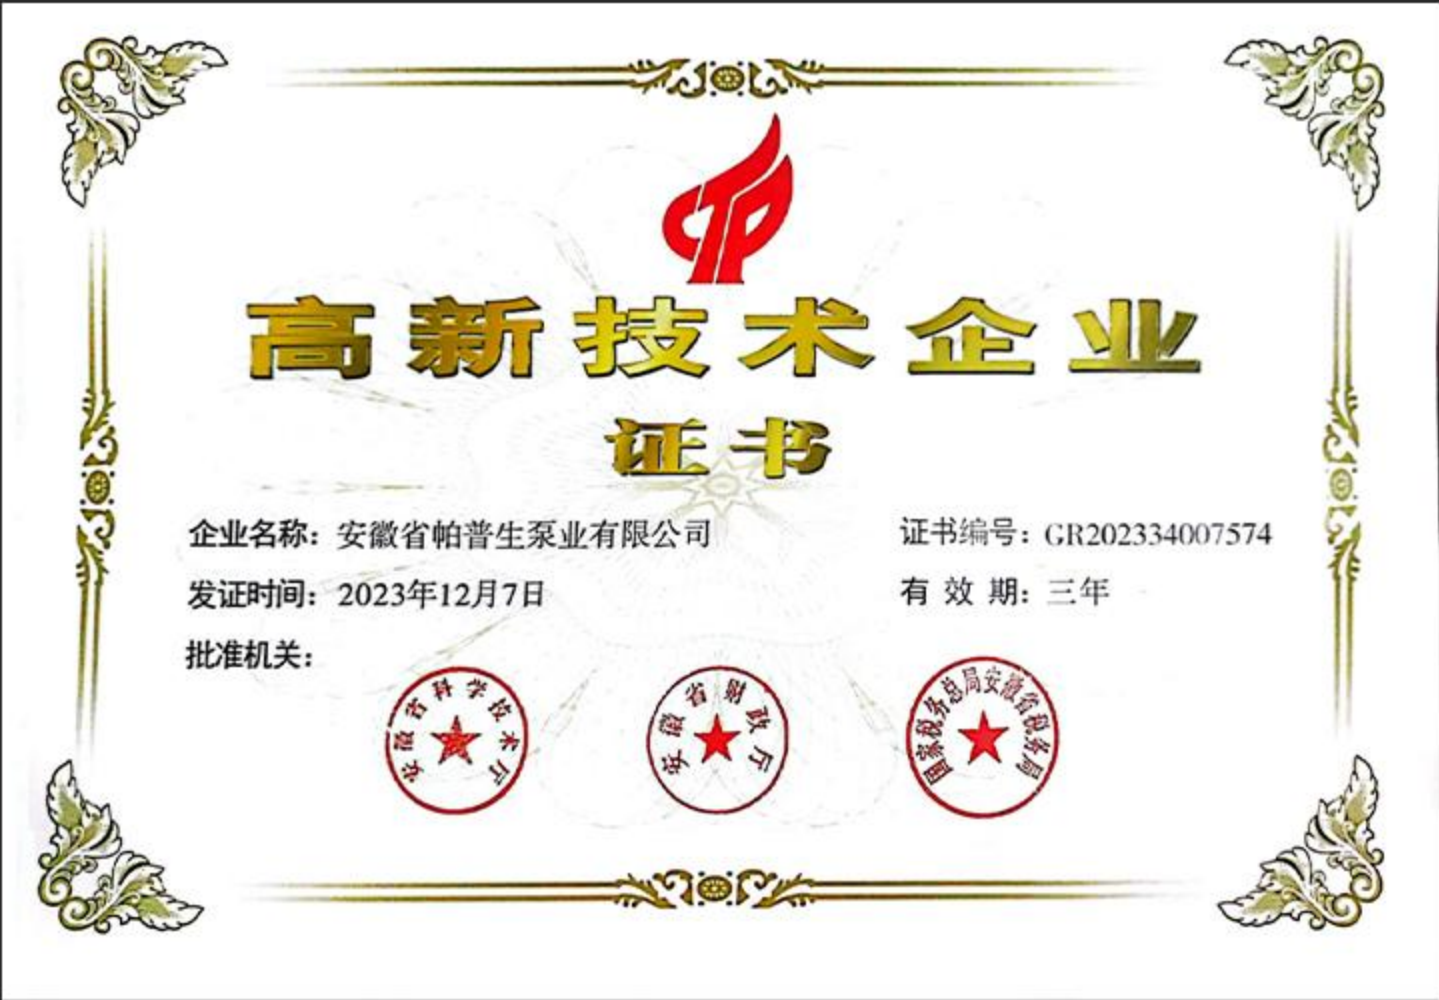 高新技术企业
证书
企业名称：安徽省帕普生泵业有限公司
证书编号：GR202334007574
发证时间：2023年12月7日
有效期：三年
批准机关：
安徽省科学技术厅
安徽省财政厅
国家税务总局安徽省税务局